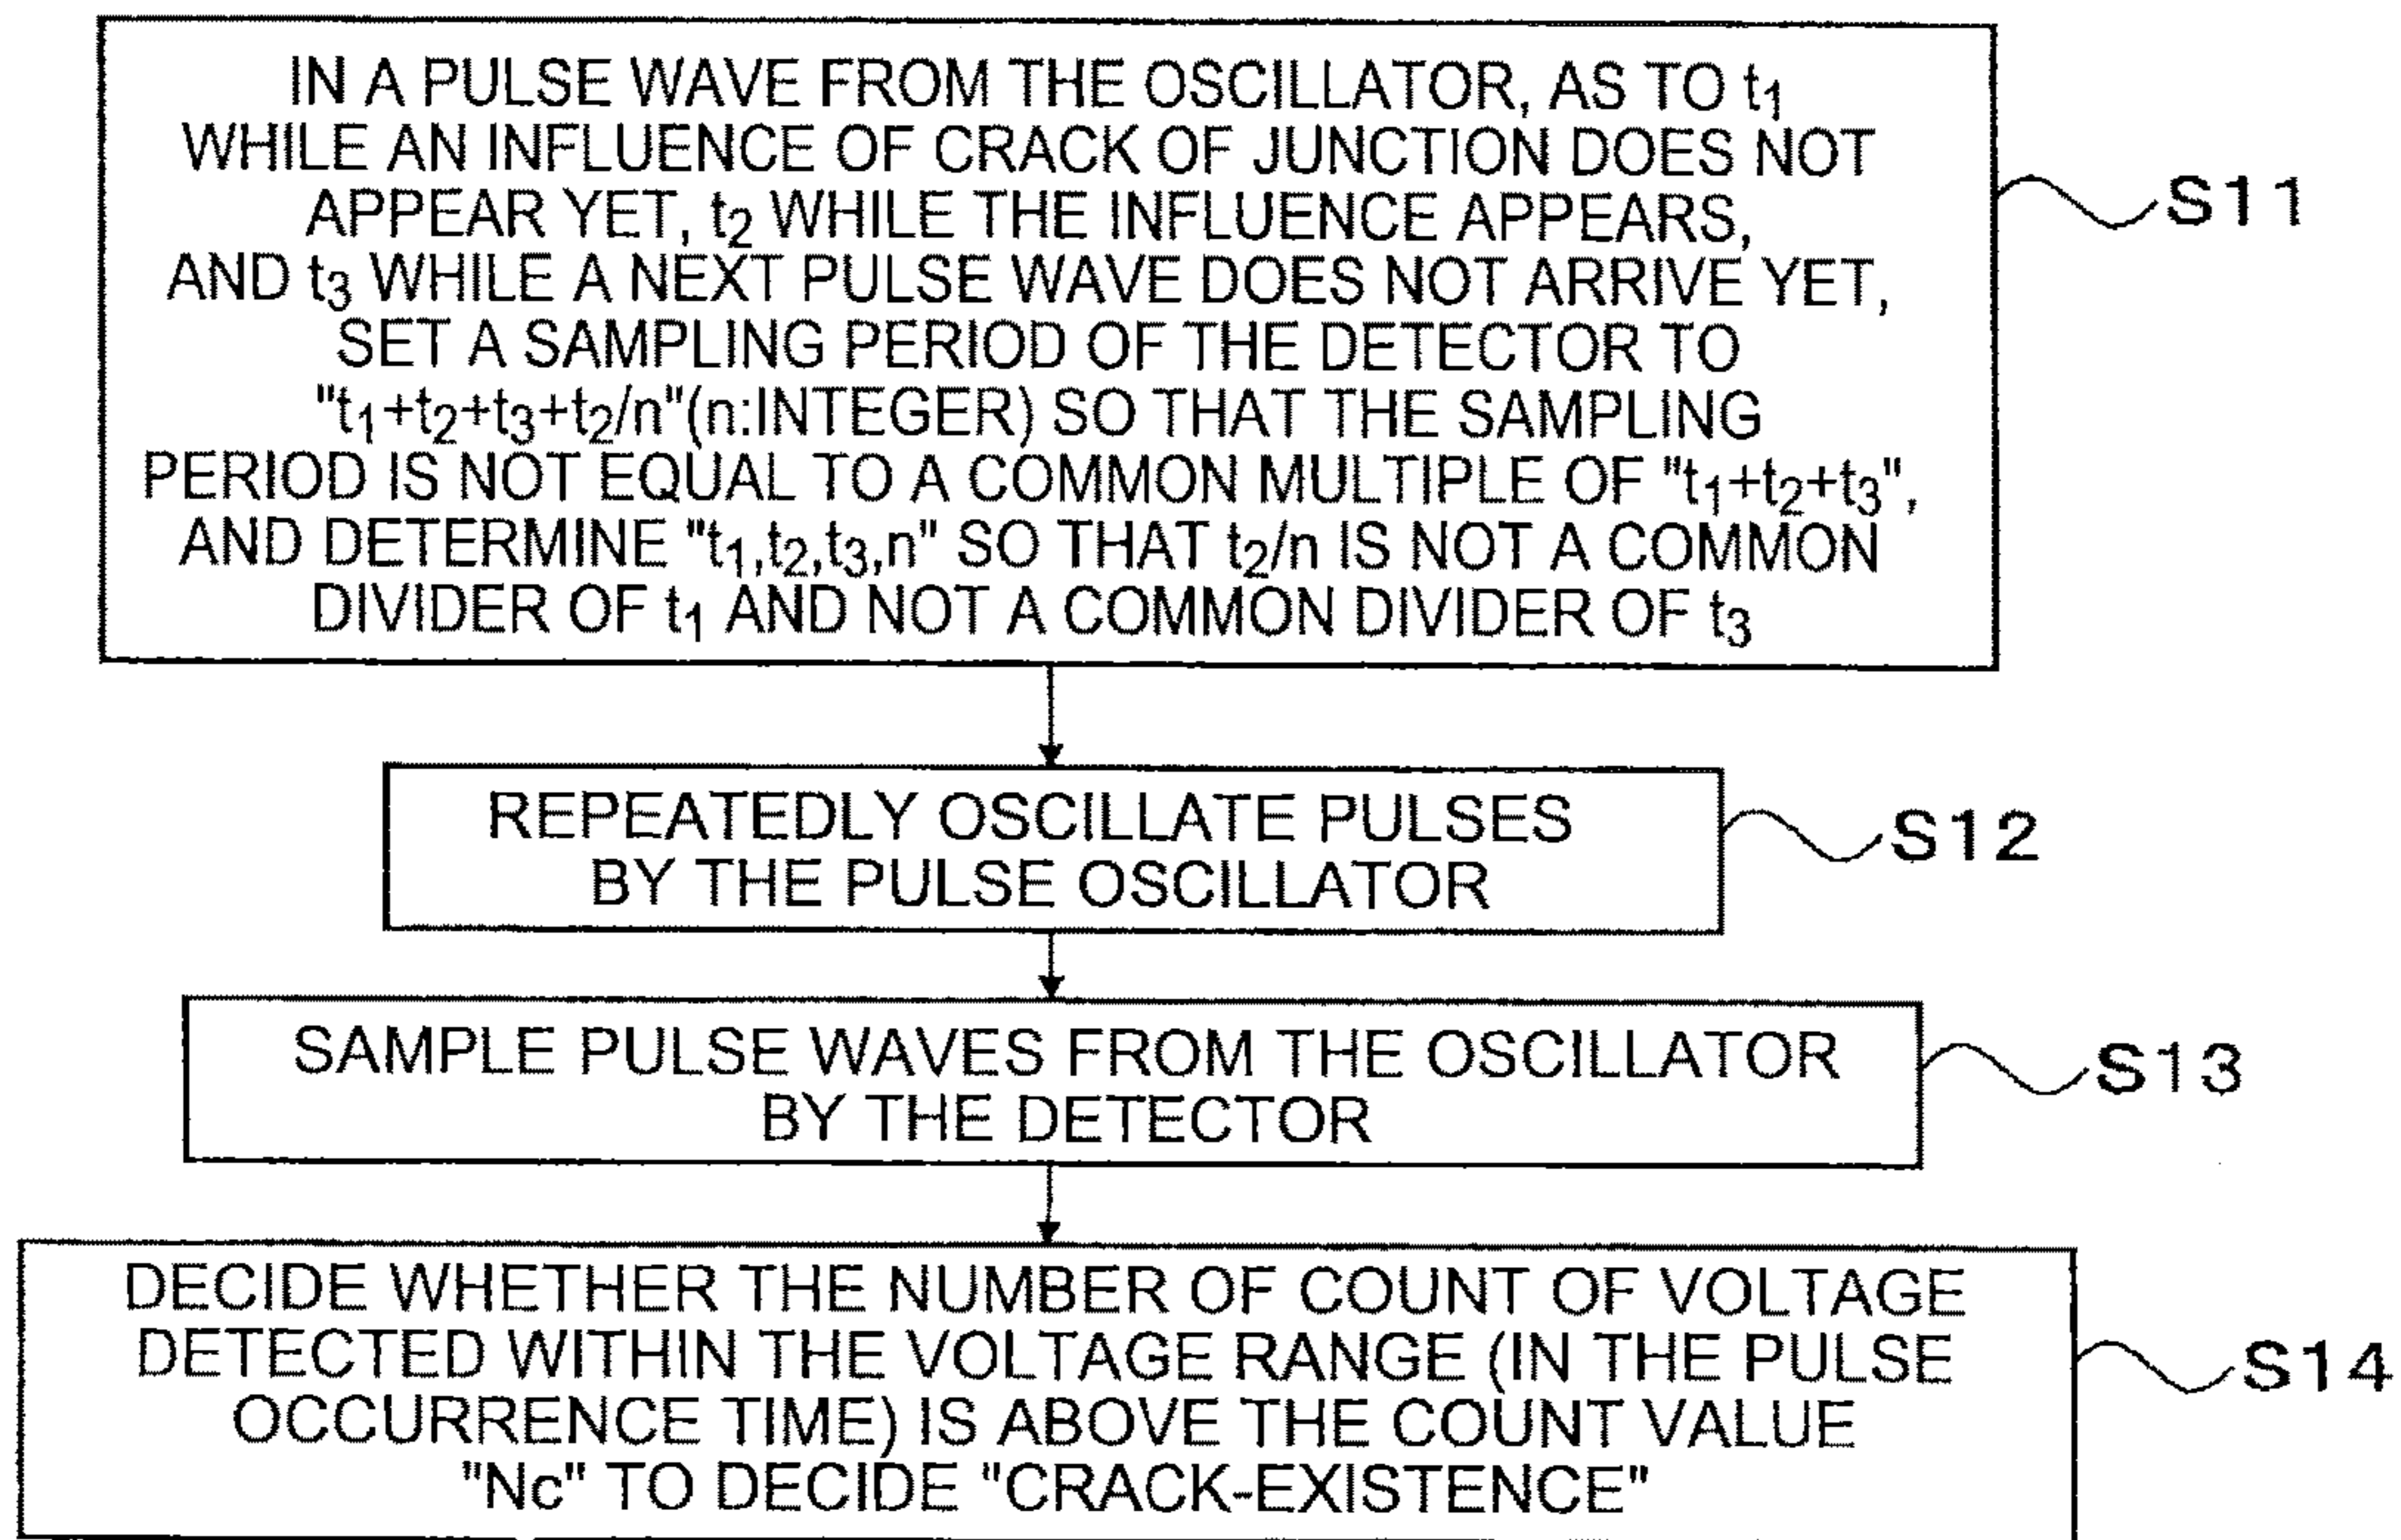 IN A PULSE WAVE FROM THE OSCILLATOR, AS TO t1
WHILE AN INFLUENCE OF CRACK OF JUNCTION DOES NOT
APPEAR YET, t2 WHILE THE INFLUENCE APPEARS,
AND t3 WHILE A NEXT PULSE WAVE DOES NOT ARRIVE YET,
SET A SAMPLING PERIOD OF THE DETECTOR TO
"t1+t2+t3+t2/n"(n:INTEGER) SO THAT THE SAMPLING
PERIOD IS NOT EQUAL TO A COMMON MULTIPLE OF "t1+t2+t3",
AND DETERMINE "t1,t2,t3,n" SO THAT t2/n IS NOT A COMMON
DIVIDER OF t1 AND NOT A COMMON DIVIDER OF t3
S11
REPEATEDLY OSCILLATE PULSES
BY THE PULSE OSCILLATOR
S12
SAMPLE PULSE WAVES FROM THE OSCILLATOR
BY THE DETECTOR
S13
DECIDE WHETHER THE NUMBER OF COUNT OF VOLTAGE
DETECTED WITHIN THE VOLTAGE RANGE (IN THE PULSE
OCCURRENCE TIME) IS ABOVE THE COUNT VALUE
"Nc" TO DECIDE "CRACK-EXISTENCE"
S14